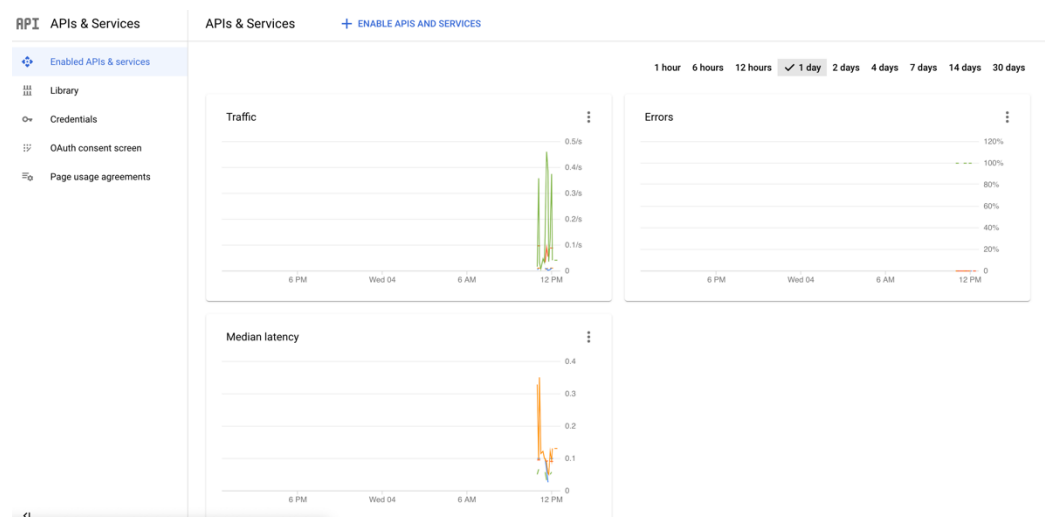 API APIs & Services
APIs & Services
+ ENABLE APIS AND SERVICES
Enabled APIs & services
Library
Credentials
OAuth consent screen
Page usage agreements
1 hour 6 hours 12 hours ✓ 1 day 2 days 4 days 7 days 14 days 30 days
Traffic
0.5/s
0.4/s
0.3/s
0.2/s
0.1/s
0
6 PM Wed 04 6 AM 12 PM
Errors
120%
100%
80%
60%
40%
20%
0
6 PM Wed 04 6 AM 12 PM
Median latency
0.4
0.3
0.2
0.1
0
6 PM Wed 04 6 AM 12 PM